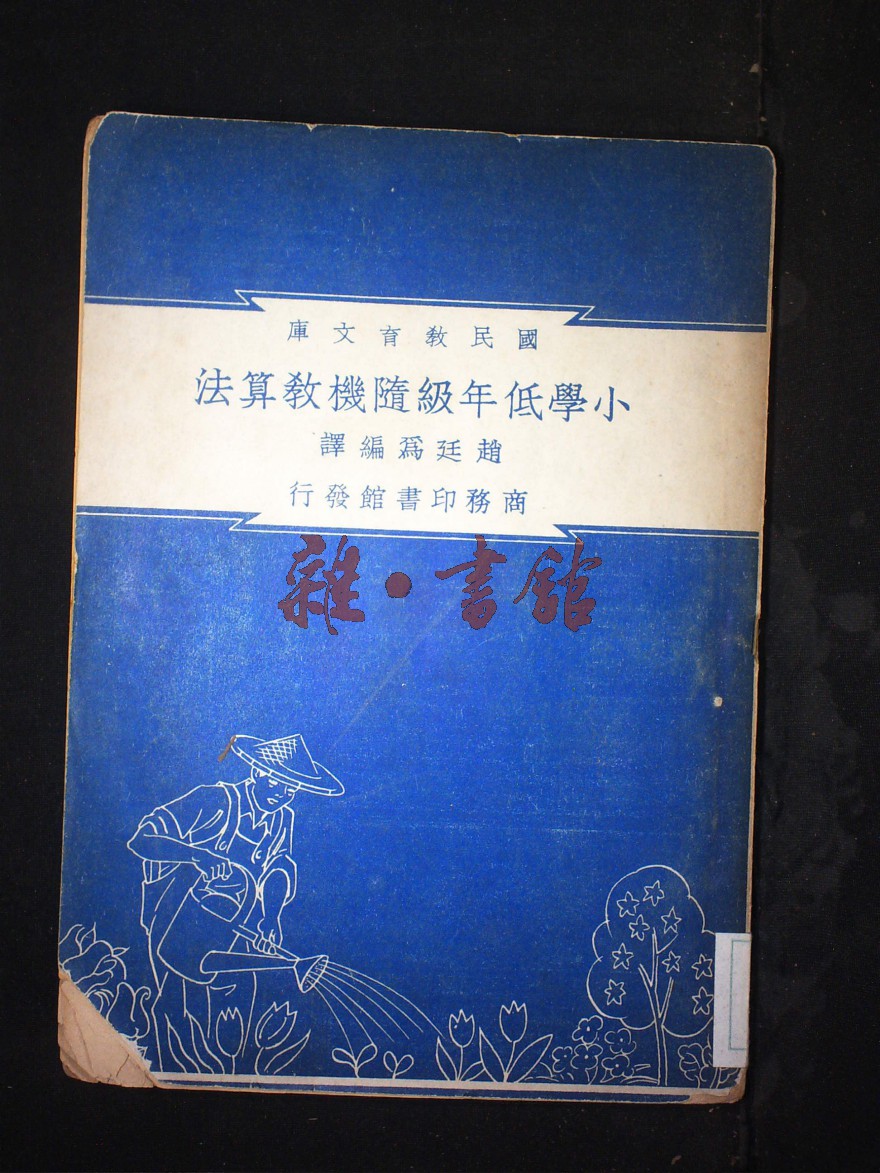 國民教育文庫
小學低年級隨機教算法
趙廷爲編譯
商務印書館發行
雜·書館